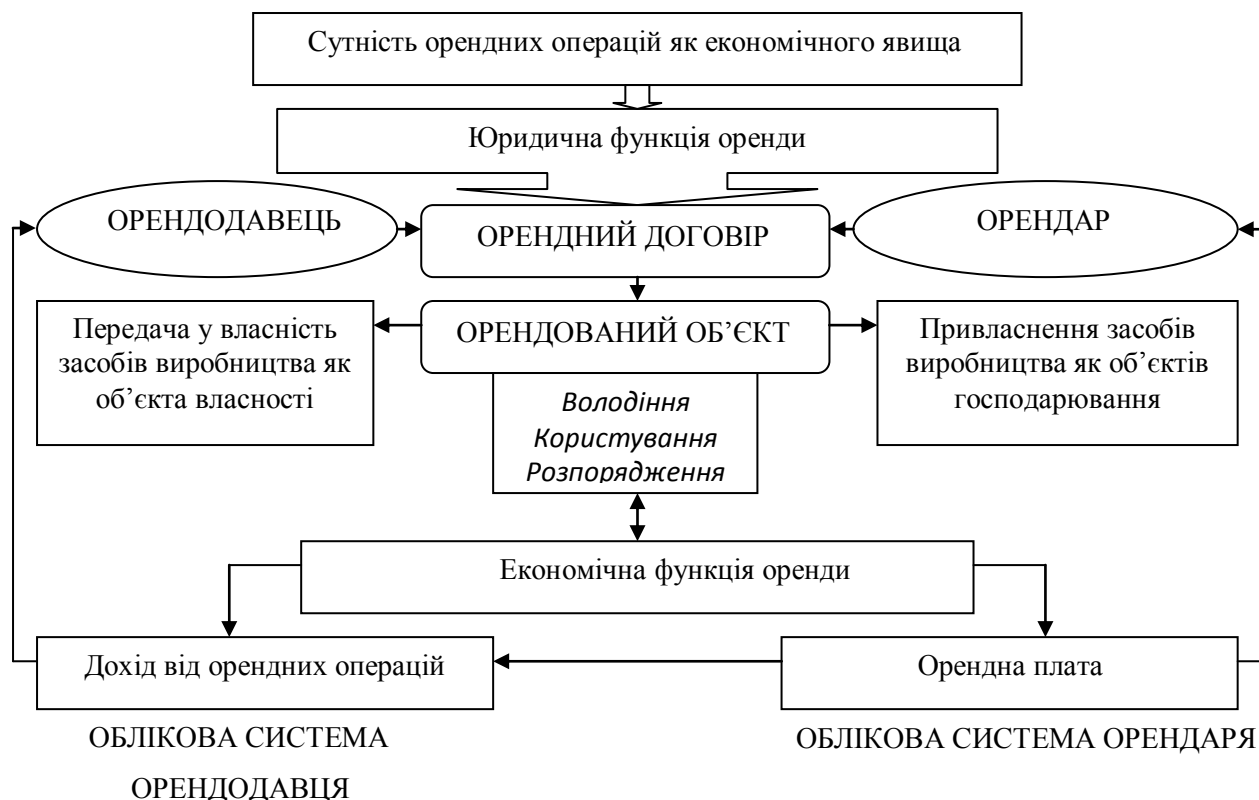 Сутність орендних операцій як економічного явища
Юридична функція оренди
ОРЕНДОДАВЕЦЬ
ОРЕНДНИЙ ДОГОВІР
ОРЕНДАР
Передача у власність
засобів виробництва як
об’єкта власності
ОРЕНДОВАНИЙ ОБ’ЄКТ
Володіння
Користування
Розпорядження
Привласнення засобів
виробництва як об’єктів
господарювання
Економічна функція оренди
Дохід від орендних операцій
Орендна плата
ОБЛІКОВА СИСТЕМА
ОРЕНДОДАВЦЯ
ОБЛІКОВА СИСТЕМА ОРЕНДАРЯ